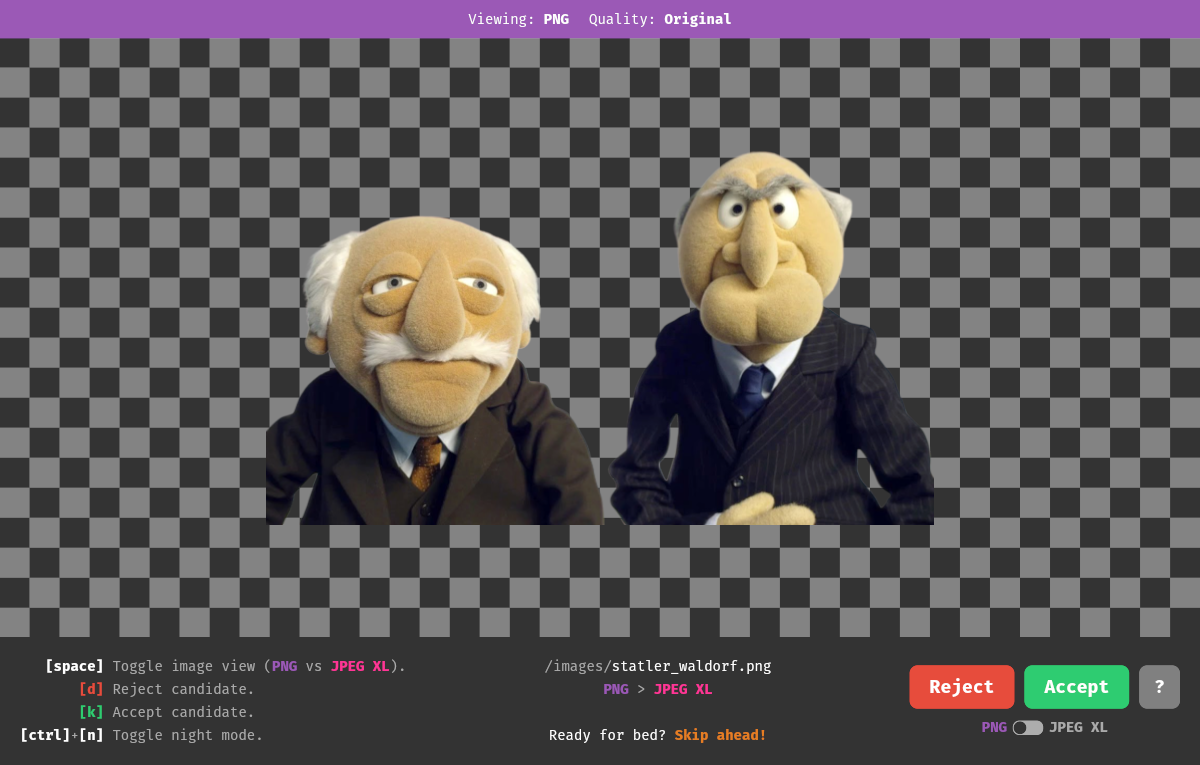 Viewing: PNG Quality: Original
[space] Toggle image view (PNG vs JPEG XL).
[d] Reject candidate.
[k] Accept candidate.
[ctrl]+[n] Toggle night mode.
/images/statler_waldorf.png
PNG > JPEG XL
Ready for bed? Skip ahead!
Reject Accept ?
PNG JPEG XL